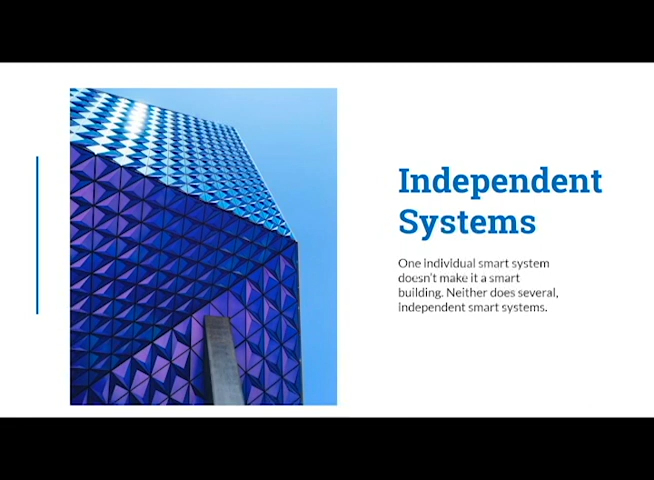 Independent
Systems
One individual smart system
doesn't make it a smart
building. Neither does several,
independent smart systems.